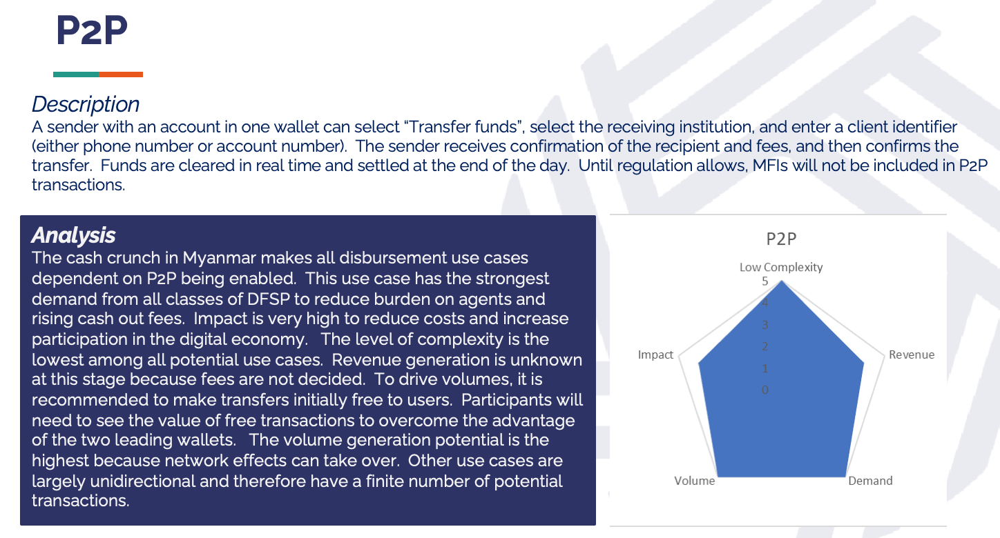 P2P
Description
A sender with an account in one wallet can select “Transfer funds”, select the receiving institution, and enter a client identifier
(either phone number or account number).  The sender receives confirmation of the recipient and fees, and then confirms the
transfer.  Funds are cleared in real time and settled at the end of the day.  Until regulation allows, MFIs will not be included in P2P
transactions.
Analysis
The cash crunch in Myanmar makes all disbursement use cases
dependent on P2P being enabled.  This use case has the strongest
demand from all classes of DFSP to reduce burden on agents and
rising cash out fees.  Impact is very high to reduce costs and increase
participation in the digital economy.   The level of complexity is the
lowest among all potential use cases.  Revenue generation is unknown
at this stage because fees are not decided.  To drive volumes, it is
recommended to make transfers initially free to users.  Participants will
need to see the value of free transactions to overcome the advantage
of the two leading wallets.   The volume generation potential is the
highest because network effects can take over.  Other use cases are
largely unidirectional and therefore have a finite number of potential
transactions.
P2P
Low Complexity
5
4
3
2
1
0
Impact
Revenue
Volume
Demand